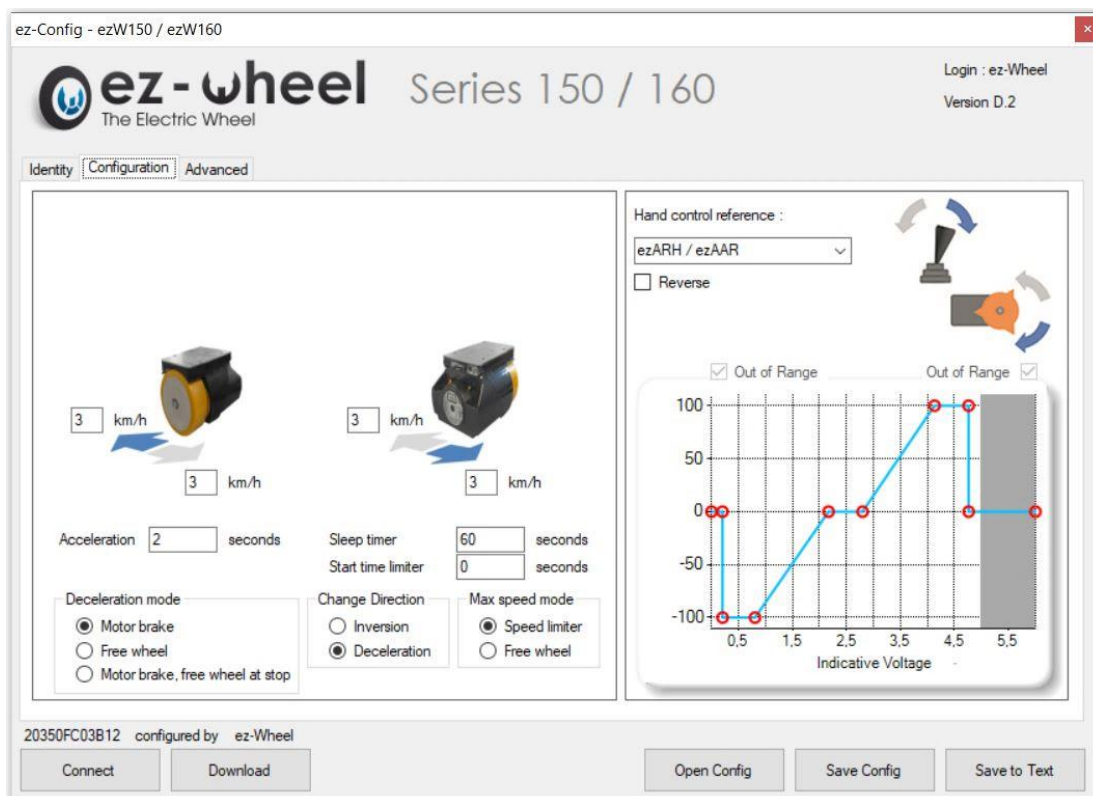 ez-Config - ezW150 / ezW160
ez-wheel
The Electric Wheel
Series 150 / 160
Login : ez-Wheel
Version D.2
Identity Configuration Advanced
3 km/h
3 km/h
3 km/h
3 km/h
Acceleration 2 seconds
Sleep timer 60 seconds
Start time limiter 0 seconds
Deceleration mode
Motor brake
Free wheel
Motor brake, free wheel at stop
Change Direction
Inversion
Deceleration
Max speed mode
Speed limiter
Free wheel
Hand control reference :
ezARH / ezAAR
Reverse
Out of Range Out of Range
100
50
0
-50
-100
0,5 1,5 2,5 3,5 4,5 5,5
Indicative Voltage
20350FC03B12 configured by ez-Wheel
Connect Download Open Config Save Config Save to Text